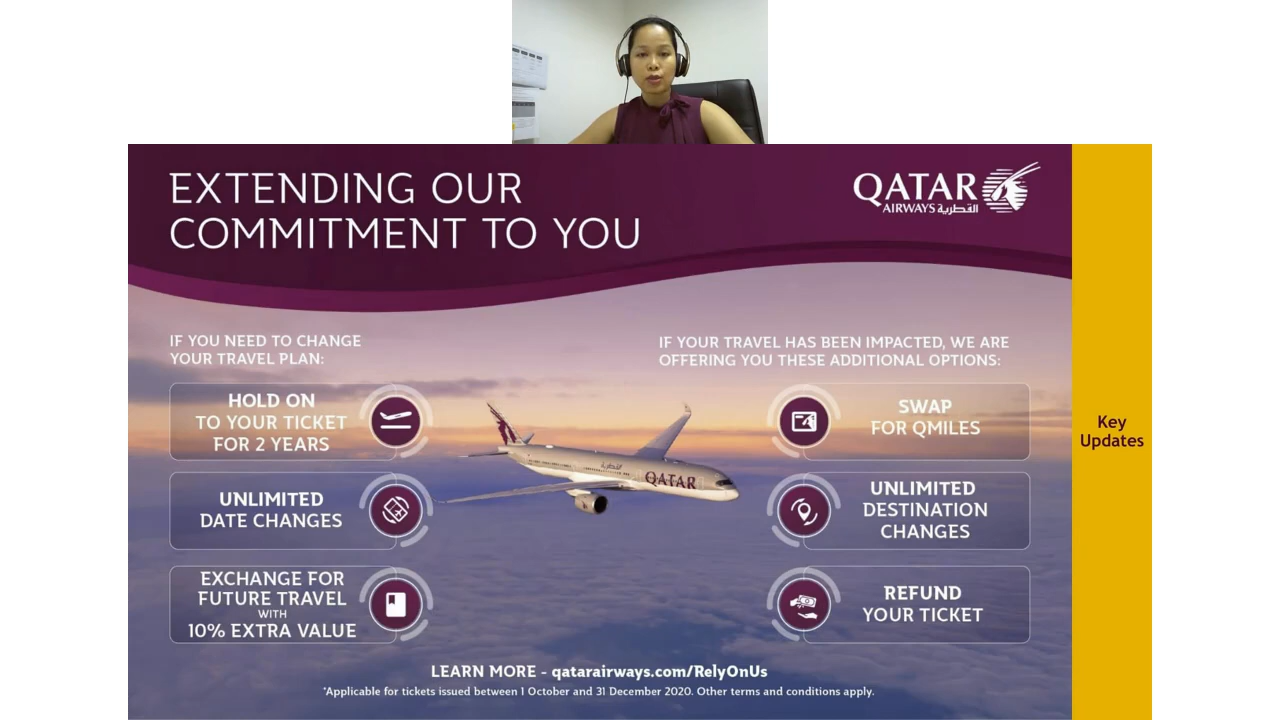 EXTENDING OUR
COMMITMENT TO YOU
QATAR
AIRWAYS القطرية
IF YOU NEED TO CHANGE
YOUR TRAVEL PLAN:
HOLD ON
TO YOUR TICKET
FOR 2 YEARS
UNLIMITED
DATE CHANGES
EXCHANGE FOR
FUTURE TRAVEL
WITH
10% EXTRA VALUE
القطرية
QATAR
IF YOUR TRAVEL HAS BEEN IMPACTED, WE ARE
OFFERING YOU THESE ADDITIONAL OPTIONS:
SWAP
FOR QMILES
UNLIMITED
DESTINATION
CHANGES
REFUND
YOUR TICKET
LEARN MORE - qatarairways.com/RelyOnUs
*Applicable for tickets issued between 1 October and 31 December 2020. Other terms and conditions apply.
Key
Updates